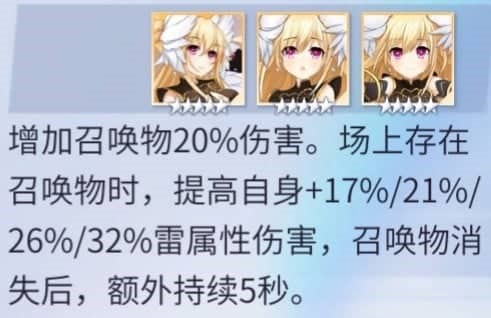 增加召唤物20%伤害。场上存在
召唤物时，提高自身+17%/21%/
26%/32%雷属性伤害，召唤物消
失后，额外持续5秒。